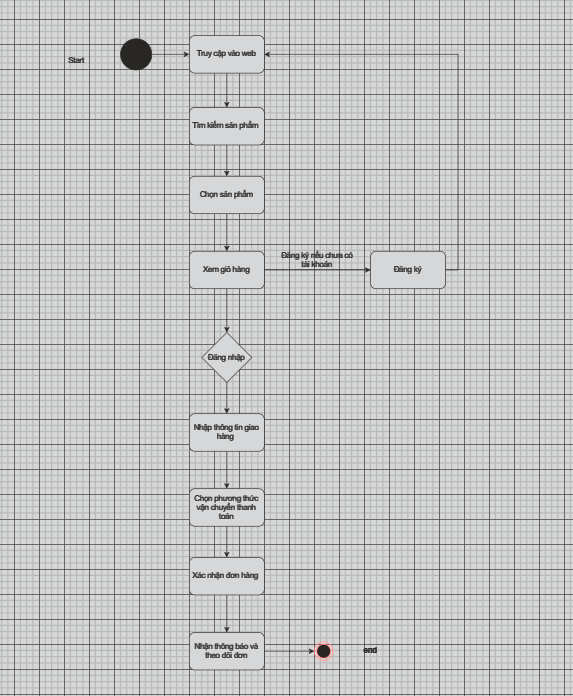 Start
Truy cập vào web
Tìm kiếm sản phẩm
Chọn sản phẩm
Đăng ký nếu chưa có
tài khoản
Xem giỏ hàng
Đăng ký
Đăng nhập
Nhập thông tin giao
hàng
Chọn phương thức
vận chuyển thanh
toán
Xác nhận đơn hàng
Nhận thông báo và
theo dõi đơn
end